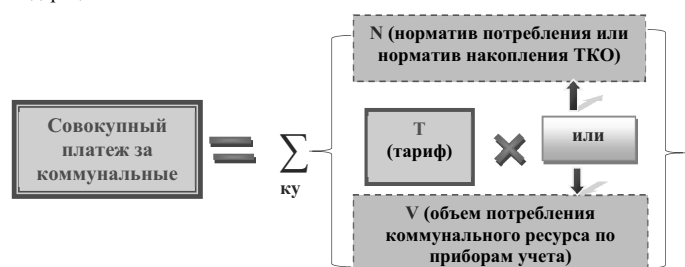 N (норматив потребления или
норматив накопления ТКО)
Совокупный
платеж за
коммунальные
=
∑
ку
Т
(тариф)
×
или
V (объем потребления
коммунального ресурса по
приборам учета)